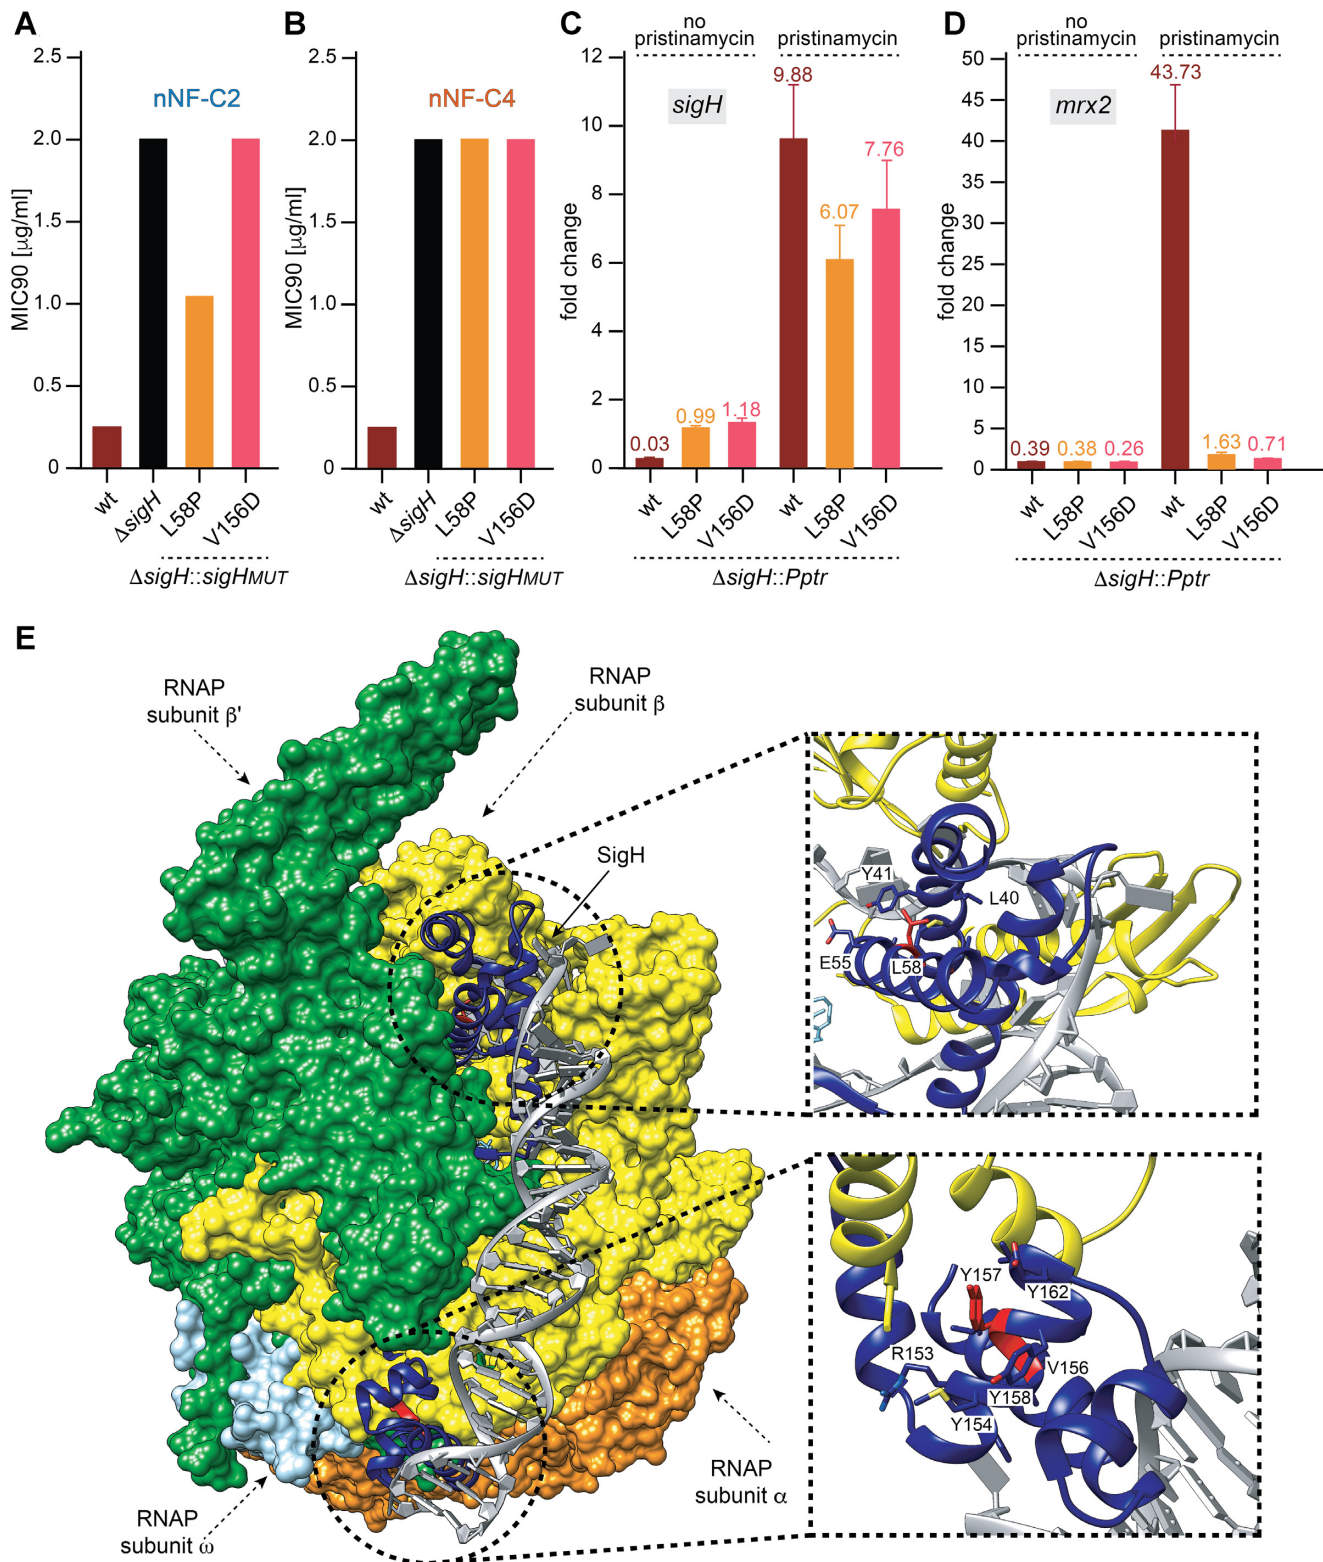 A
2.5
2.0
1.5
1.0
0.5
0
MIC90 [μg/ml]
nNF-C2
wt
ΔsigH
L58P
V156D
ΔsigH::sigHMUT
B
2.5
2.0
1.5
1.0
0.5
0
MIC90 [μg/ml]
nNF-C4
wt
ΔsigH
L58P
V156D
ΔsigH::sigHMUT
C
no
pristinamycin
pristinamycin
12
10
8
6
4
2
0
fold change
sigH
0.03
0.99
1.18
9.88
6.07
7.76
wt
L58P
V156D
wt
L58P
V156D
ΔsigH::Pptr
D
no
pristinamycin
pristinamycin
50
45
40
35
30
25
20
15
10
5
0
fold change
mrx2
0.39
0.38
0.26
43.73
1.63
0.71
wt
L58P
V156D
wt
L58P
V156D
ΔsigH::Pptr
E
RNAP
subunit β'
RNAP
subunit β
SigH
RNAP
subunit ώ
RNAP
subunit α
Y41
L40
E55
L58
Y157
Y162
R153
V156
Y158
Y154